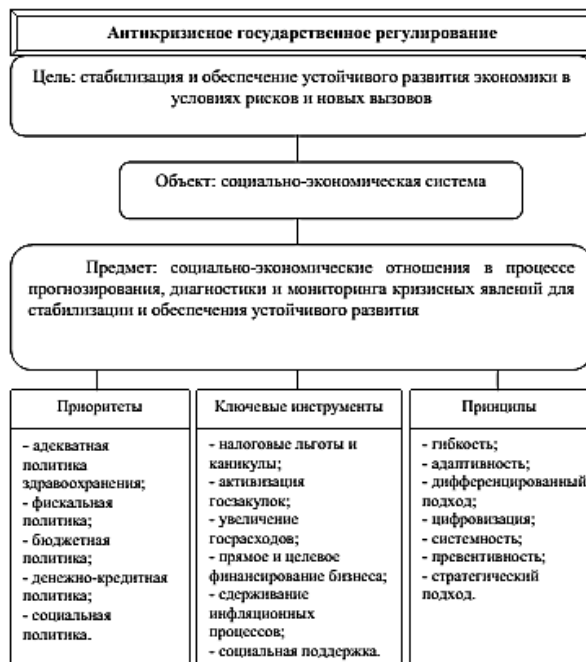 Антикризисное государственное регулирование
Цель: стабилизация и обеспечение устойчивого развития экономики в
условиях рисков и новых вызовов
Объект: социально-экономическая система
Предмет: социально-экономические отношения в процессе
прогнозирования, диагностики и мониторинга кризисных явлений для
стабилизации и обеспечения устойчивого развития
Приоритеты
- адекватная
политика
здравоохранения;
- фискальная
политика;
- бюджетная
политика;
- денежно-кредитная
политика;
- социальная
политика.
Ключевые инструменты
- налоговые льготы и
каникулы;
- активизация
госзакупок;
- увеличение
госрасходов;
- прямое и целевое
финансирование бизнеса;
- сдерживание
инфляционных
процессов;
- социальная поддержка.
Принципы
- гибкость;
- адаптивность;
- дифференцированный
подход;
- цифровизация;
- системность;
- превентивность;
- стратегический
подход.